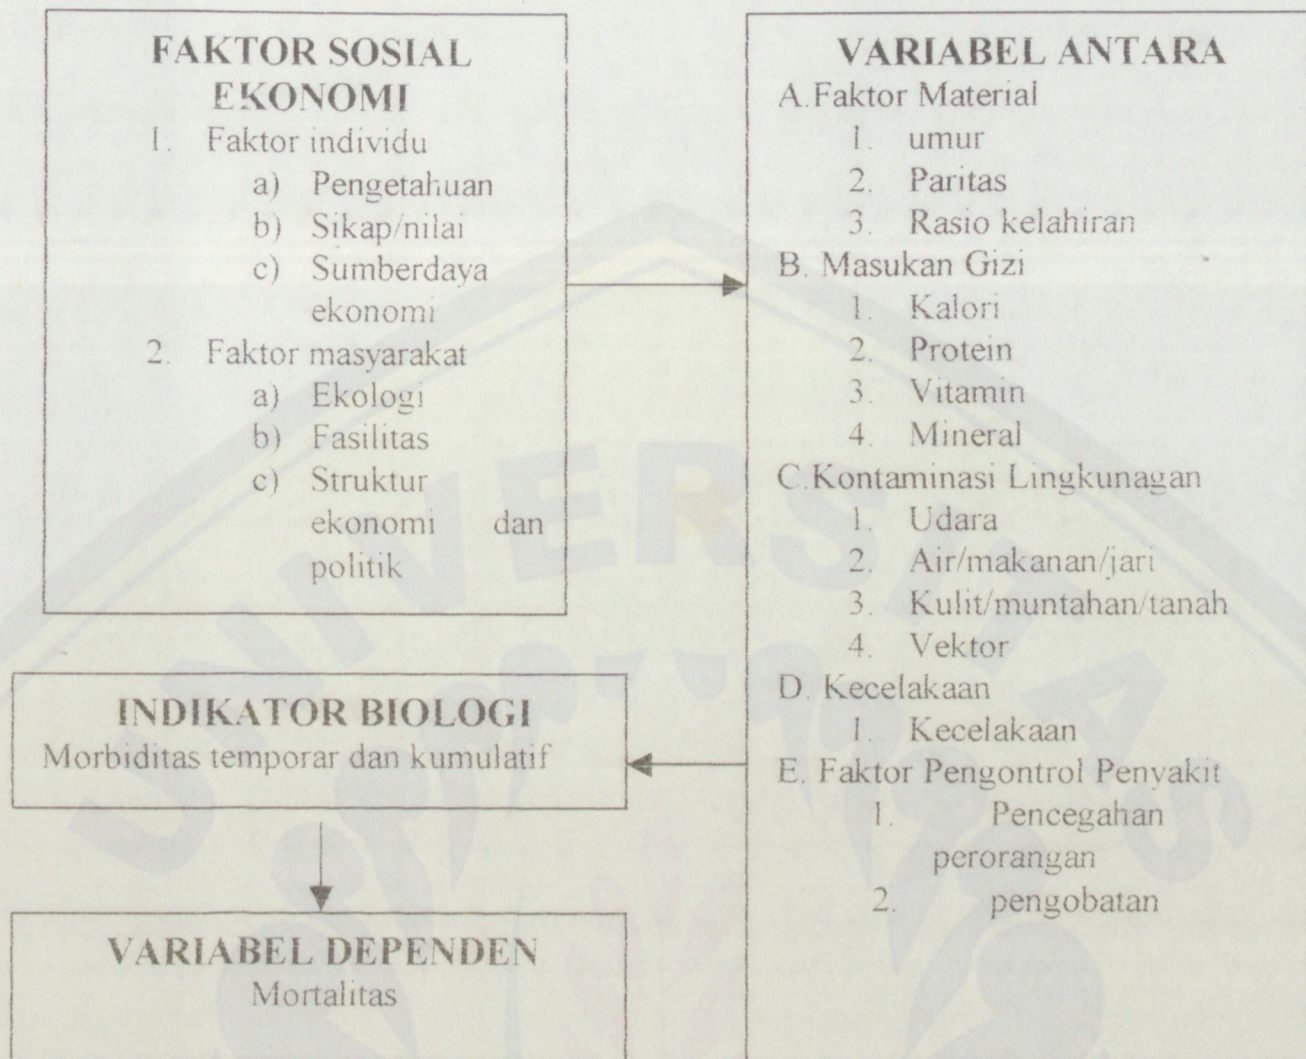 FAKTOR SOSIAL
EKONOMI
1. Faktor individu
a) Pengetahuan
b) Sikap/nilai
c) Sumberdaya
ekonomi
2. Faktor masyarakat
a) Ekologi
b) Fasilitas
c) Struktur
ekonomi dan
politik
VARIABEL ANTARA
A.Faktor Material
1. umur
2. Paritas
3. Rasio kelahiran
B. Masukan Gizi
1. Kalori
2. Protein
3. Vitamin
4. Mineral
C.Kontaminasi Lingkunagan
1. Udara
2. Air/makanan/jari
3. Kulit/muntahan/tanah
4. Vektor
D. Kecelakaan
1. Kecelakaan
E. Faktor Pengontrol Penyakit
1. Pencegahan
perorangan
2. pengobatan
INDIKATOR BIOLOGI
Morbiditas temporar dan kumulatif
VARIABEL DEPENDEN
Mortalitas
UNIVERSITAS